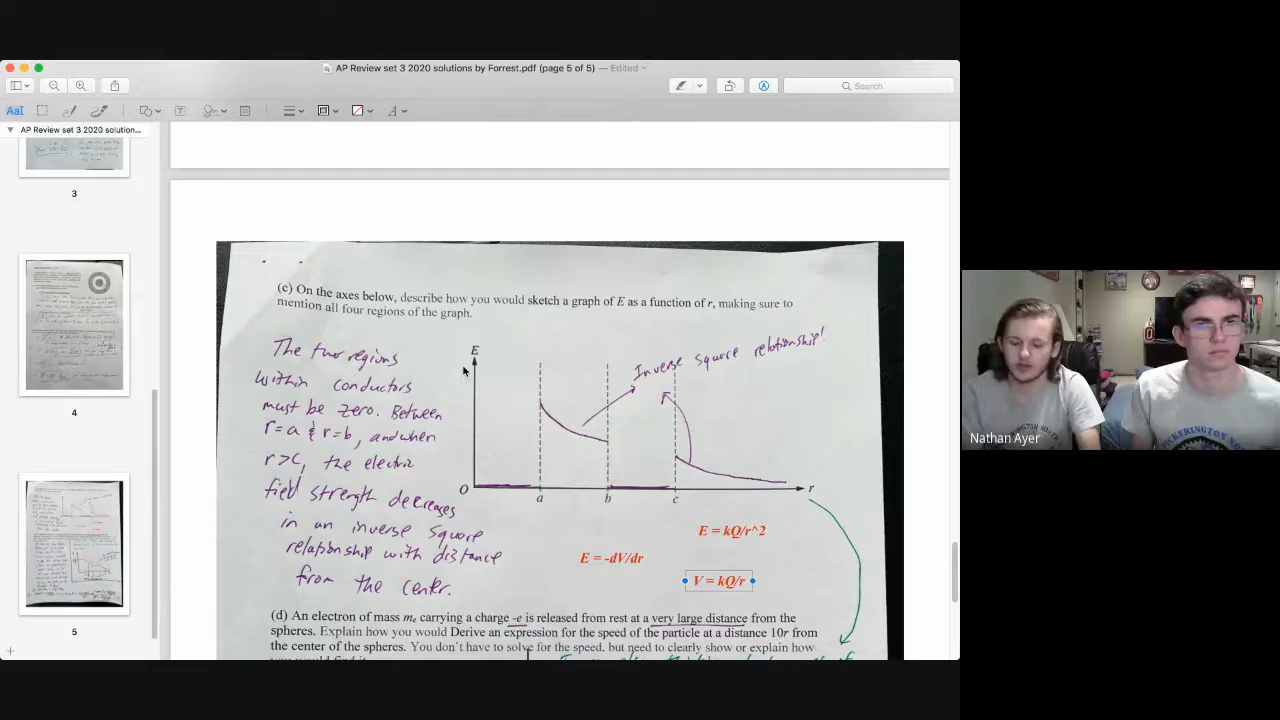 AP Review set 3 2020 solutions by Forrest.pdf (page 5 of 5) — Edited
Search
AP Review set 3 2020 solution...
3
4
5
(c) On the axes below, describe how you would sketch a graph of E as a function of r, making sure to
mention all four regions of the graph.
The two regions
within conductors
must be zero. Between
r=a & r=b, and when
r>c, the electric
field strength decreases
in an inverse square
relationship with distance
from the center.
Inverse square relationship!
E
O
a
b
c
r
E = kQ/r^2
E = -dV/dr
V = kQ/r
(d) An electron of mass me carrying a charge -e is released from rest at a very large distance from the
spheres. Explain how you would Derive an expression for the speed of the particle at a distance 10r from
the center of the spheres. You don't have to solve for the speed, but need to clearly show or explain how
you would find it
Nathan Ayer